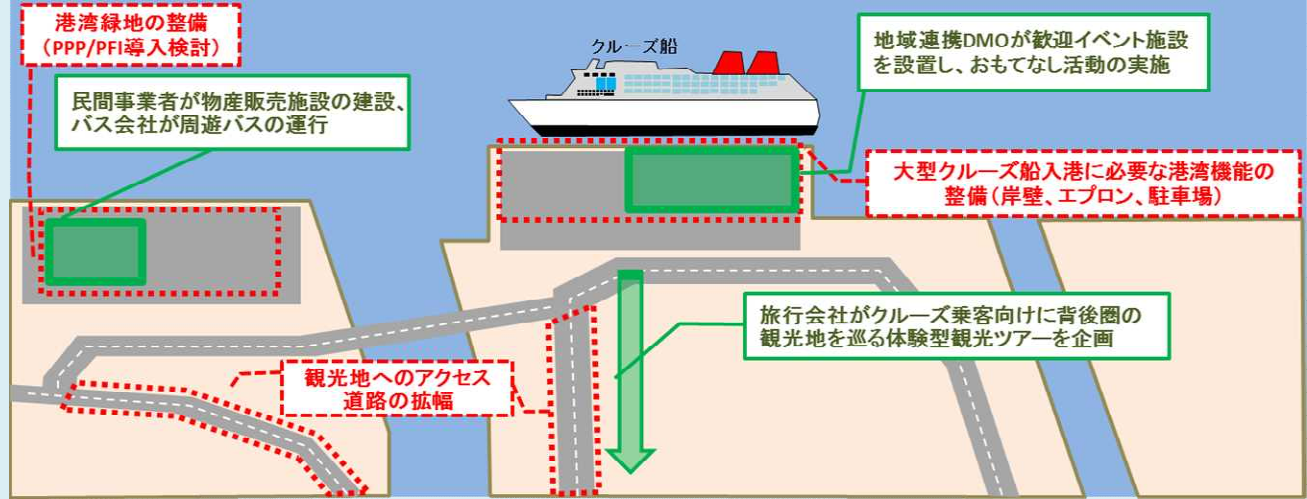 港湾緑地の整備
（PPP/PFI導入検討）
民間事業者が物産販売施設の建設、
バス会社が周遊バスの運行
クルーズ船
地域連携DMOが歓迎イベント施設
を設置し、おもてなし活動の実施
大型クルーズ船入港に必要な港湾機能の
整備（岸壁、エプロン、駐車場）
旅行会社がクルーズ乗客向けに背後圏の
観光地を巡る体験型観光ツアーを企画
観光地へのアクセス
道路の拡幅